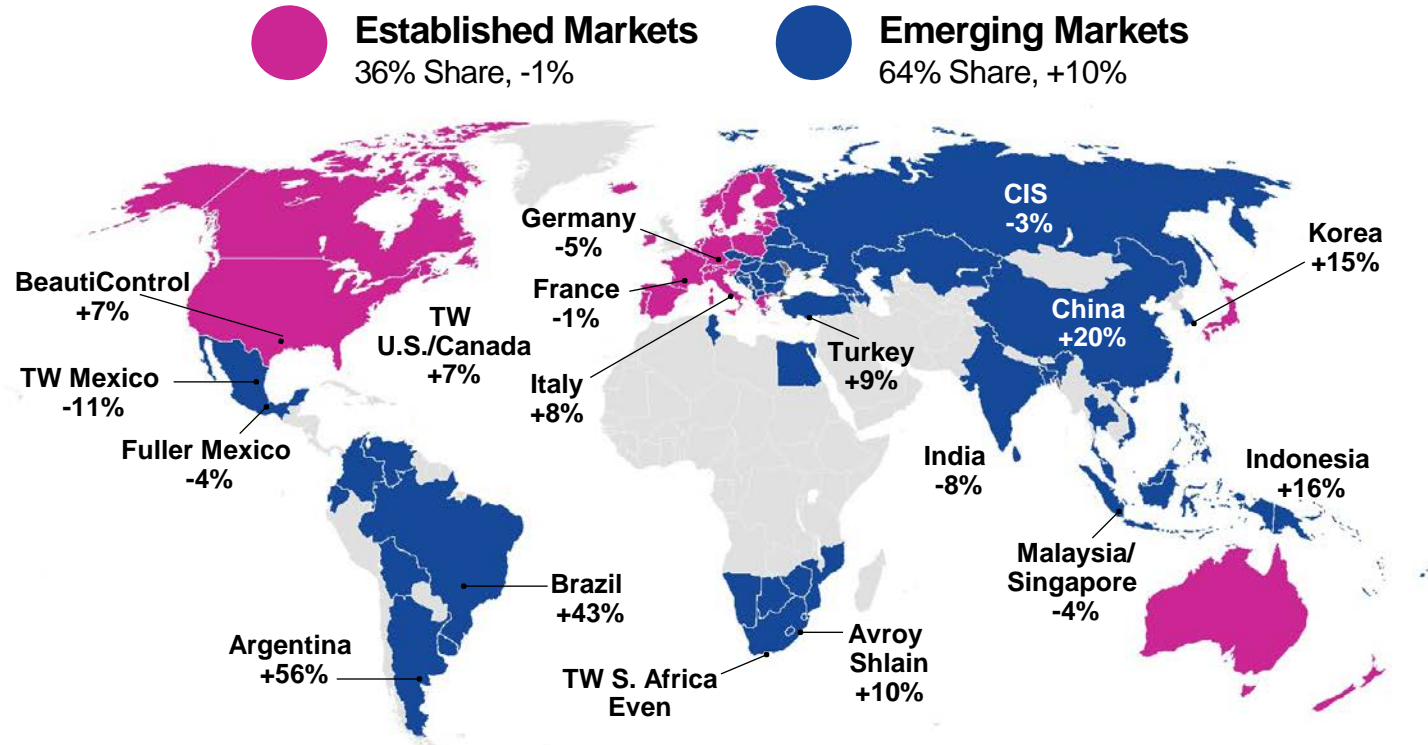 Established Markets
36% Share, -1%
Emerging Markets
64% Share, +10%
CIS
-3%
Germany
-5%
Korea
+15%
BeautiControl
+7%
France
-1%
China
+20%
TW
U.S./Canada
+7%
Turkey
+9%
TW Mexico
-11%
Italy
+8%
Fuller Mexico
-4%
India
-8%
Indonesia
+16%
Malaysia/
Singapore
-4%
Brazil
+43%
Argentina
+56%
Avroy
Shlain
+10%
TW S. Africa
Even